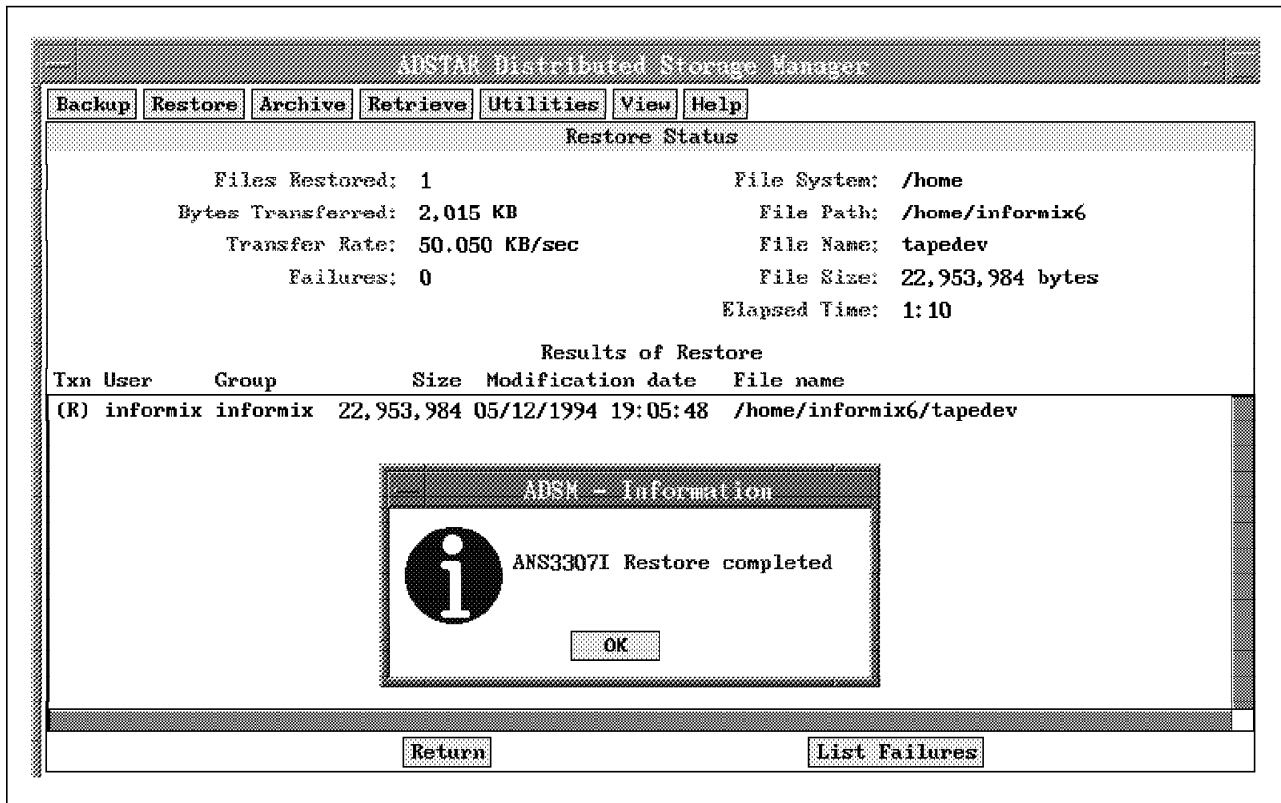 ADSTAR Distributed Storage Manager
Backup Restore Archive Retrieve Utilities View Help
Restore Status
Files Restored: 1
Bytes Transferred: 2,015 KB
Transfer Rate: 50.050 KB/sec
Failures: 0
File System: /home
File Path: /home/informix6
File Name: tapedev
File Size: 22,953,984 bytes
Elapsed Time: 1:10
Results of Restore
Txn User Group Size Modification date File name
(R) informix informix 22,953,984 05/12/1994 19:05:48 /home/informix6/tapedev
ADSM - Information
ANS3307I Restore completed
OK
Return List Failures